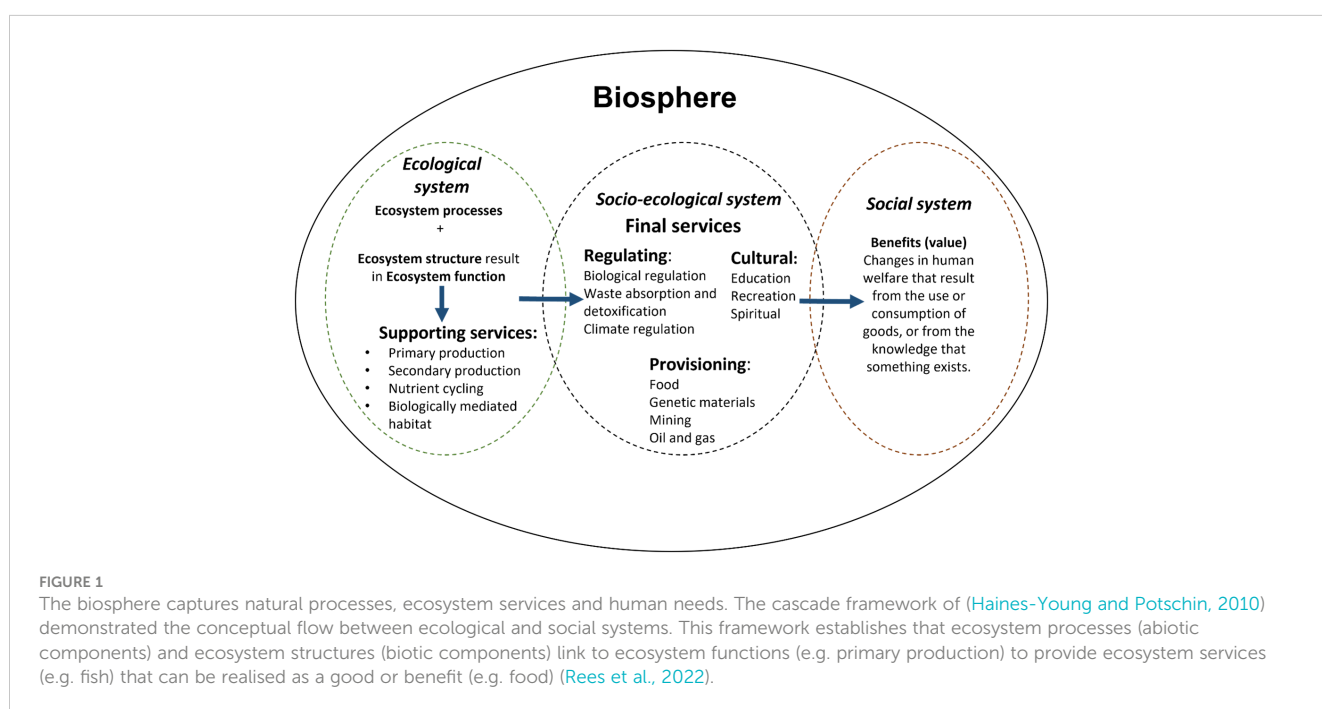 Biosphere
Ecological
system
Ecosystem processes
+
Ecosystem structure result
in Ecosystem function
Supporting services:
• Primary production
• Secondary production
• Nutrient cycling
• Biologically mediated
habitat
Socio-ecological system
Final services
Regulating:
Biological regulation
Waste absorption and
detoxification
Climate regulation
Cultural:
Education
Recreation
Spiritual
Provisioning:
Food
Genetic materials
Mining
Oil and gas
Social system
Benefits (value)
Changes in human
welfare that result
from the use or
consumption of
goods, or from the
knowledge that
something exists.
FIGURE 1
The biosphere captures natural processes, ecosystem services and human needs. The cascade framework of (Haines-Young and Potschin, 2010)
demonstrated the conceptual flow between ecological and social systems. This framework establishes that ecosystem processes (abiotic
components) and ecosystem structures (biotic components) link to ecosystem functions (e.g. primary production) to provide ecosystem services
(e.g. fish) that can be realised as a good or benefit (e.g. food) (Rees et al., 2022).